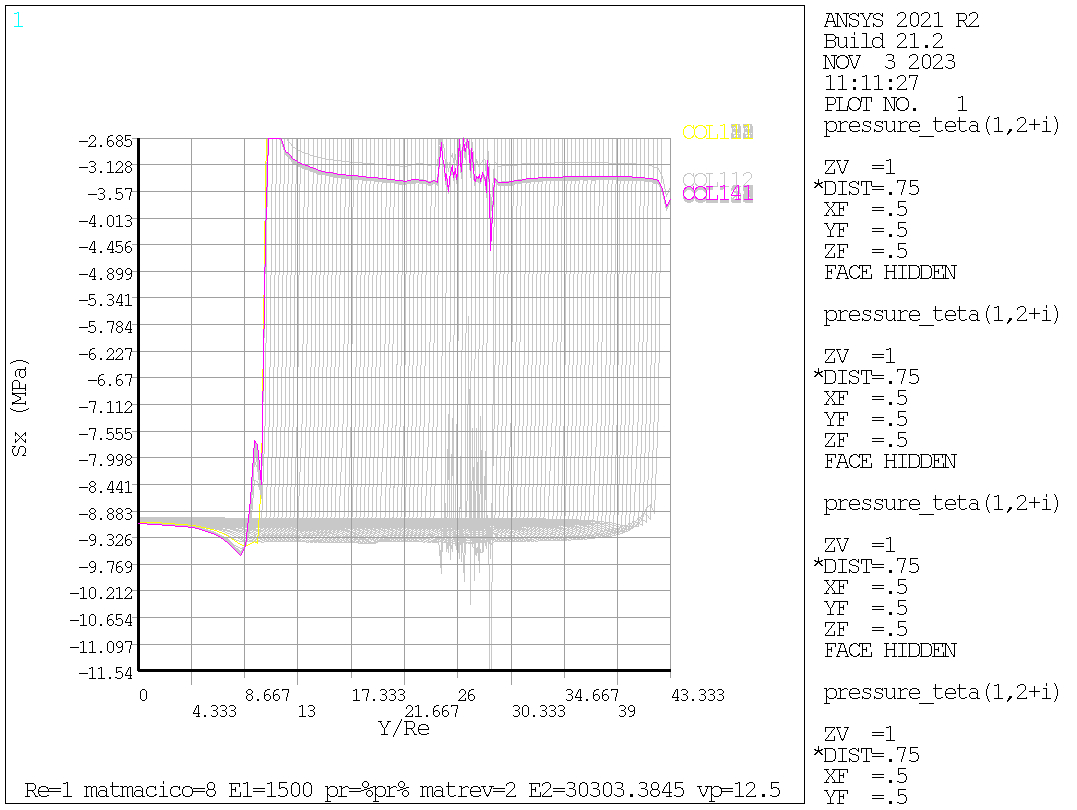 1
ANSYS 2021 R2
Build 21.2
NOV 3 2023
11:11:27
PLOT NO. 1
pressure_teta(1,2+i)
ZV =1
*DIST=.75
XF =.5
YF =.5
ZF =.5
FACE HIDDEN
pressure_teta(1,2+i)
ZV =1
*DIST=.75
XF =.5
YF =.5
ZF =.5
FACE HIDDEN
pressure_teta(1,2+i)
ZV =1
*DIST=.75
XF =.5
YF =.5
ZF =.5
FACE HIDDEN
pressure_teta(1,2+i)
ZV =1
*DIST=.75
XF =.5
YF =.5
COL112
COL141
Sx (MPa)
-2.685
-3.128
-3.57
-4.013
-4.456
-4.899
-5.341
-5.784
-6.227
-6.67
-7.112
-7.555
-7.998
-8.441
-8.883
-9.326
-9.769
-10.212
-10.654
-11.097
-11.54
0
4.333
8.667
13
17.333
21.667
26
30.333
34.667
39
43.333
Y/Re
Re=1 matmacico=8 E1=1500 pr=%pr% matrev=2 E2=30303.3845 vp=12.5